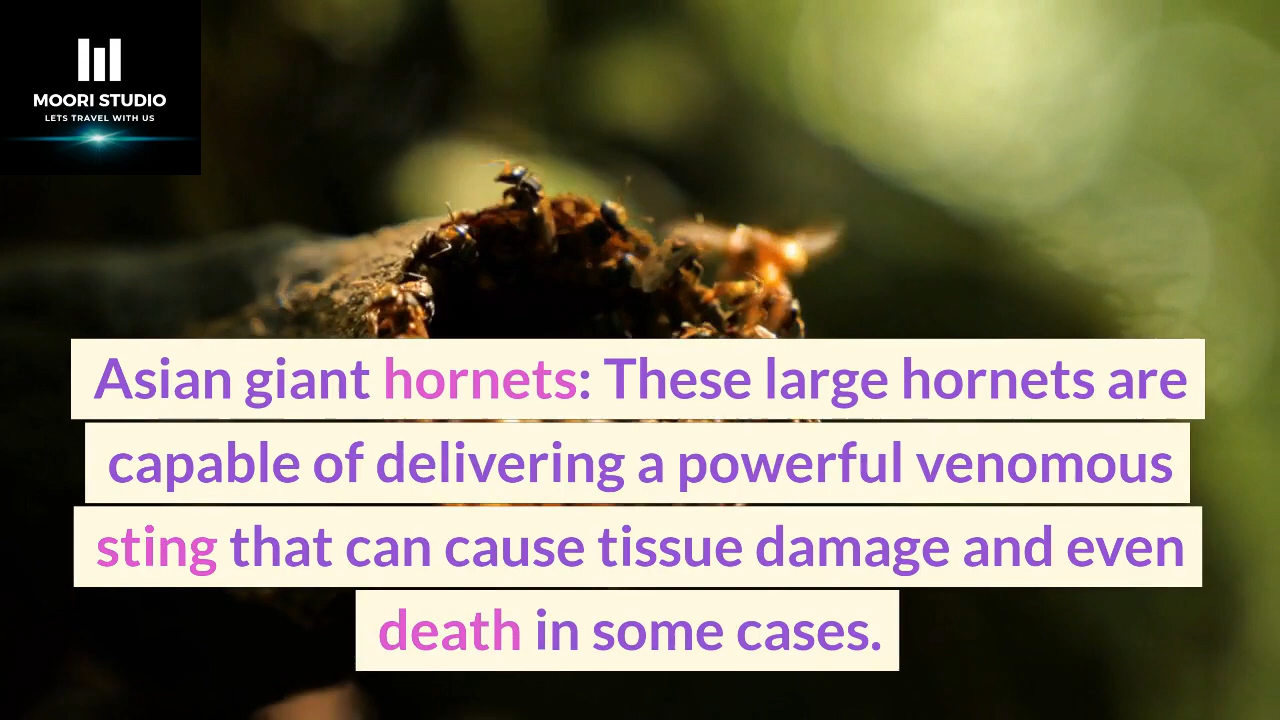 MOORI STUDIO
LETS TRAVEL WITH US
Asian giant hornets: These large hornets are
capable of delivering a powerful venomous
sting that can cause tissue damage and even
death in some cases.